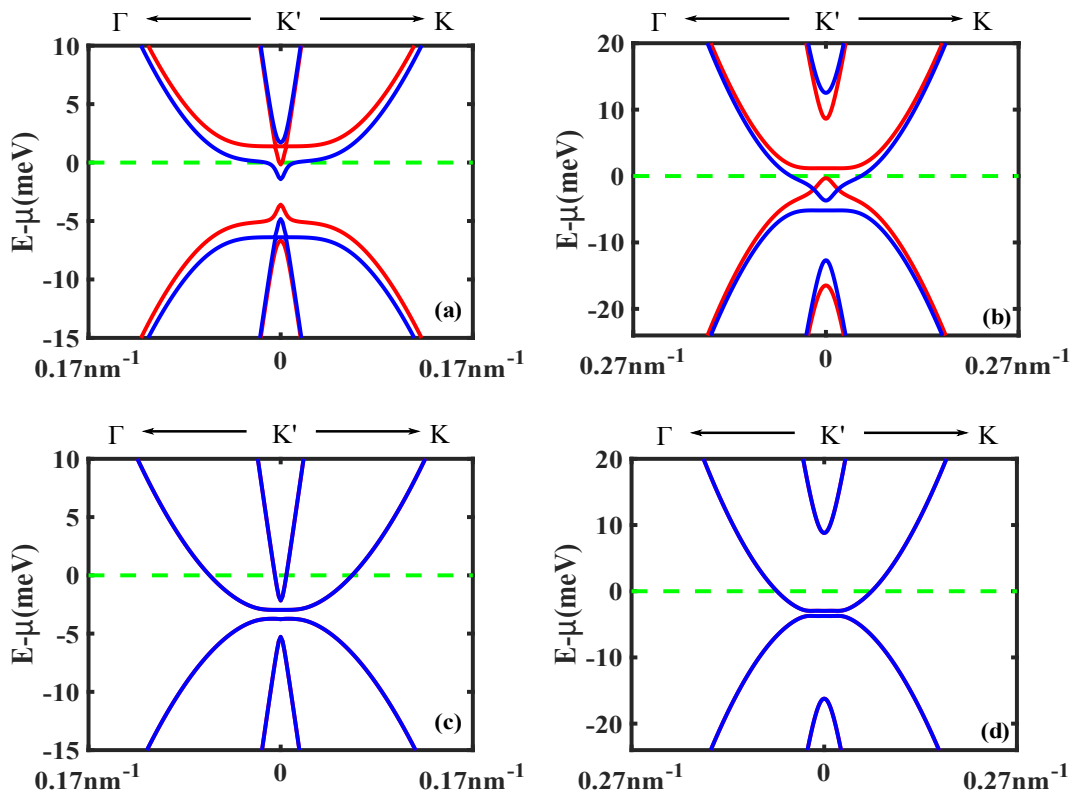 Γ K' K
10
5
0
-5
-10
-15
E-μ(meV)
(a)
0.17nm⁻¹ 0 0.17nm⁻¹
Γ K' K
20
10
0
-10
-20
E-μ(meV)
(b)
0.27nm⁻¹ 0 0.27nm⁻¹
Γ K' K
10
5
0
-5
-10
-15
E-μ(meV)
(c)
0.17nm⁻¹ 0 0.17nm⁻¹
Γ K' K
20
10
0
-10
-20
E-μ(meV)
(d)
0.27nm⁻¹ 0 0.27nm⁻¹